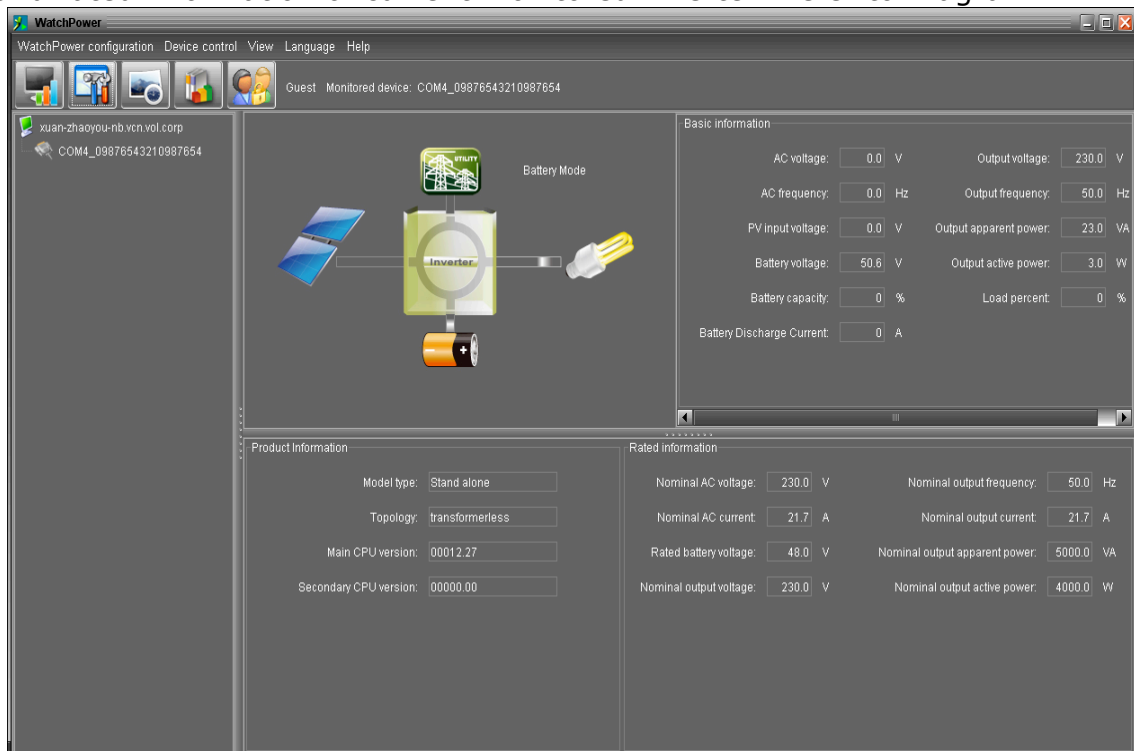 WatchPower
WatchPower configuration Device control View Language Help
Guest Monitored device: COM4_09876543210987654
xuan-zhaoyou-nb.vcn.vol.corp
COM4_09876543210987654
UTILITY
Battery Mode
Inverter
Basic information
AC voltage: 0.0 V Output voltage: 230.0 V
AC frequency: 0.0 Hz Output frequency: 50.0 Hz
PV input voltage: 0.0 V Output apparent power: 23.0 VA
Battery voltage: 50.6 V Output active power: 3.0 W
Battery capacity: 0 % Load percent: 0 %
Battery Discharge Current: 0 A
Product Information
Model type: Stand alone
Topology: transformerless
Main CPU version: 00012.27
Secondary CPU version: 00000.00
Rated information
Nominal AC voltage: 230.0 V Nominal output frequency: 50.0 Hz
Nominal AC current: 21.7 A Nominal output current: 21.7 A
Rated battery voltage: 48.0 V Nominal output apparent power: 5000.0 VA
Nominal output voltage: 230.0 V Nominal output active power: 4000.0 W